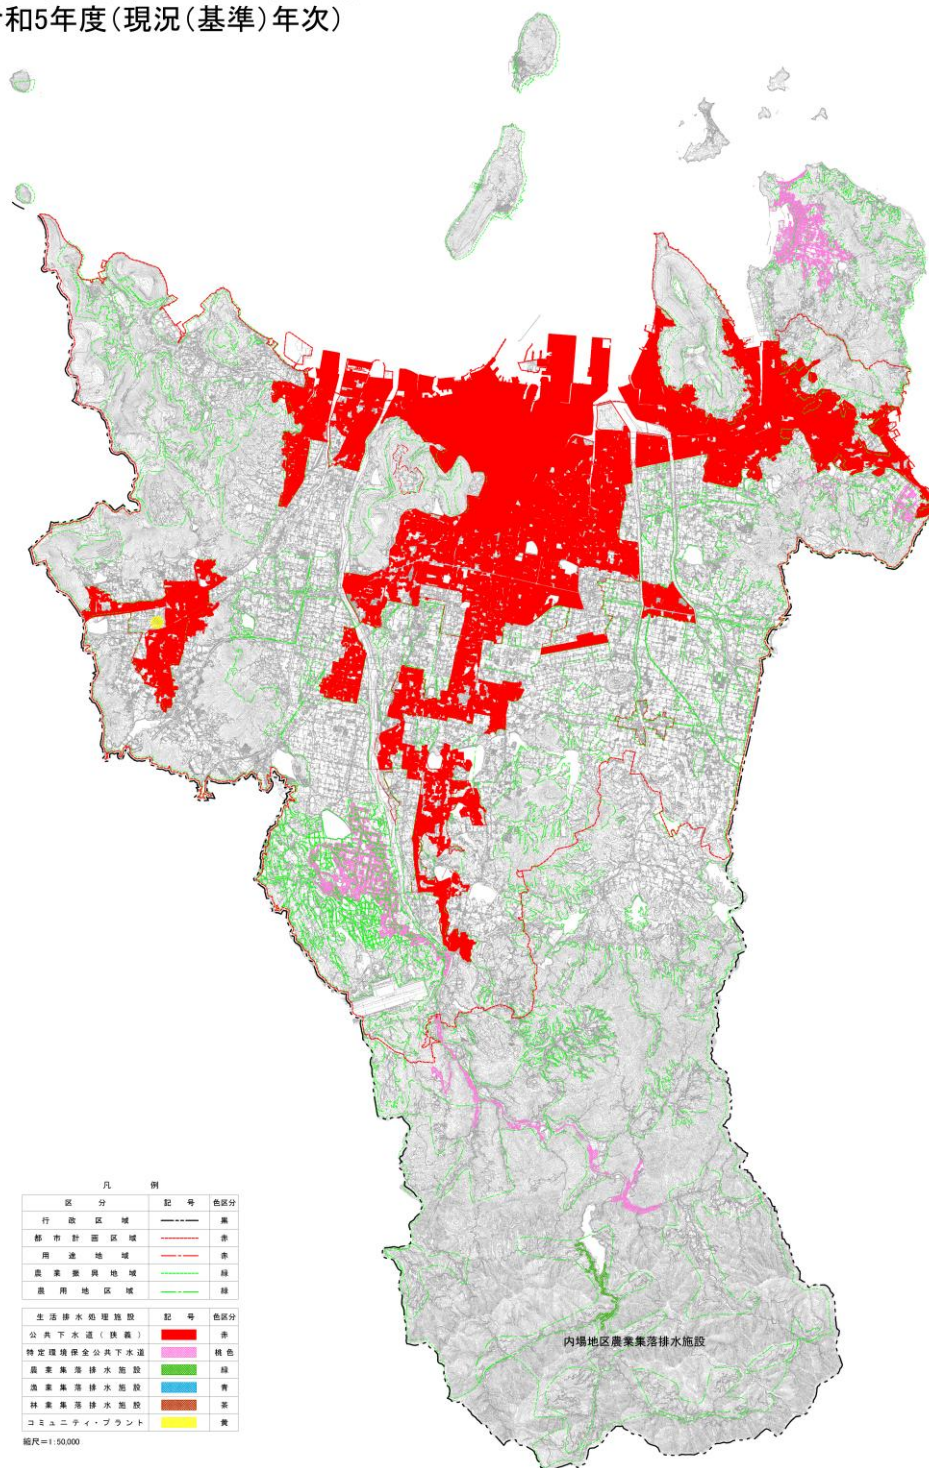 和5年度(現況(基準)年次)
内場地区農業集落排水施設
凡 例
区 分 記 号 色区分
行 政 区 域 黒
都 市 計 画 区 域 赤
用 途 地 域 赤
農 業 振 興 地 域 緑
農 用 地 区 域 緑
生 活 排 水 処 理 施 設 記 号 色区分
公 共 下 水 道 ( 狭 義 ) 赤
特 定 環 境 保 全 公 共 下 水 道 桃 色
農 業 集 落 排 水 施 設 緑
漁 業 集 落 排 水 施 設 青
林 業 集 落 排 水 施 設 茶
コ ミ ュ ニ テ ィ ・ プ ラ ン ト 黄
縮尺=1:50,000